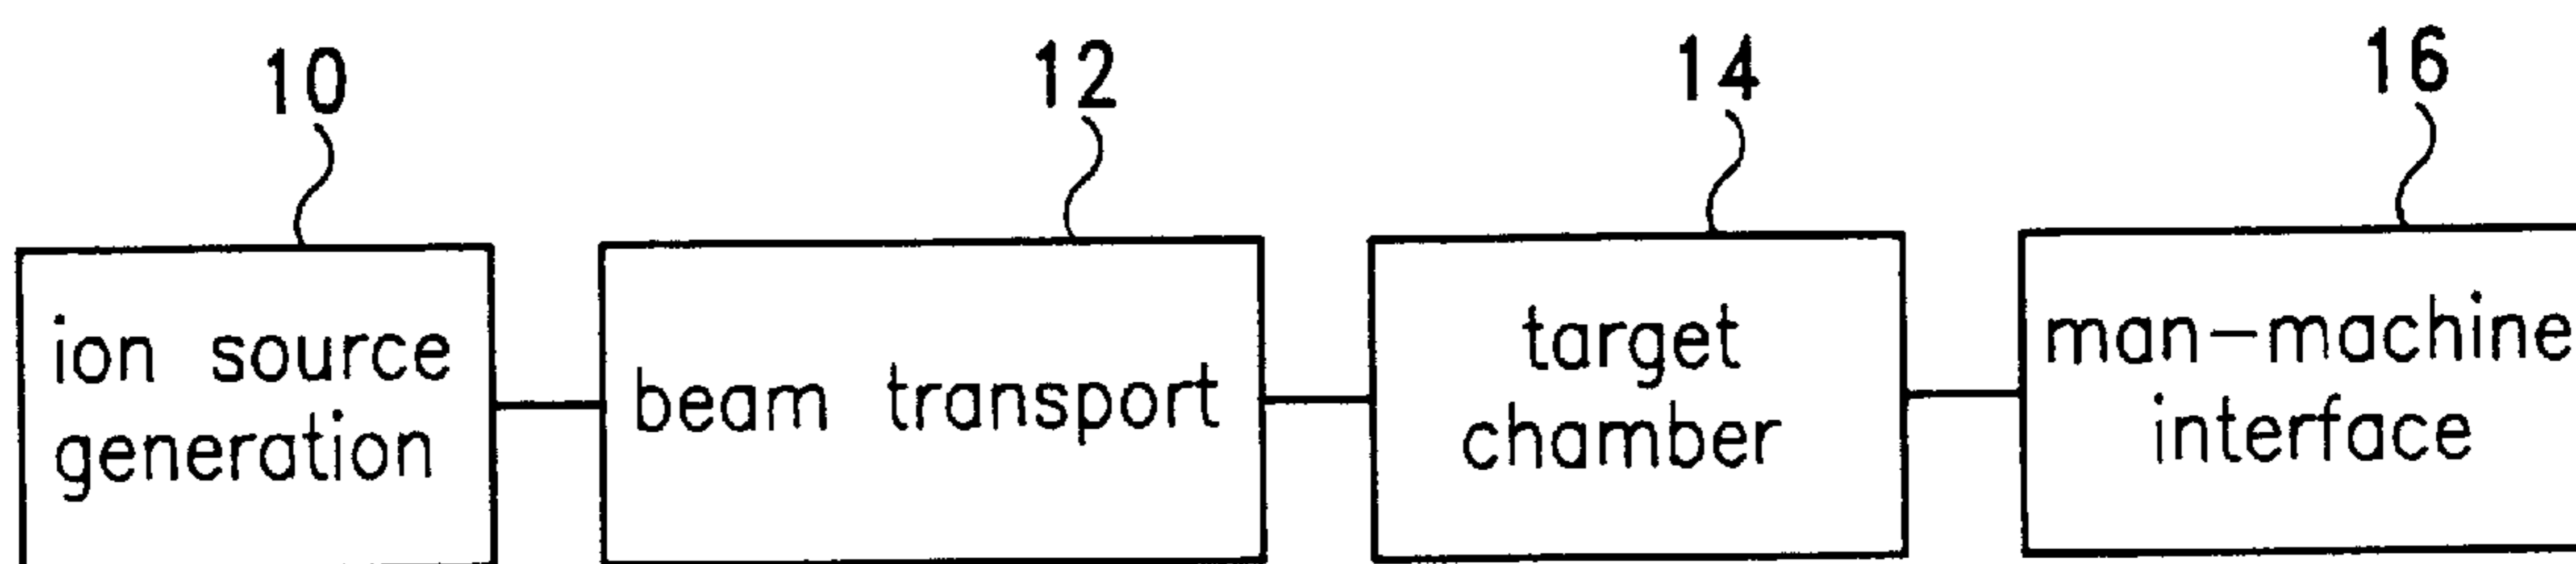 10
12
14
16
ion source
generation
beam transport
target
chamber
man-machine
interface